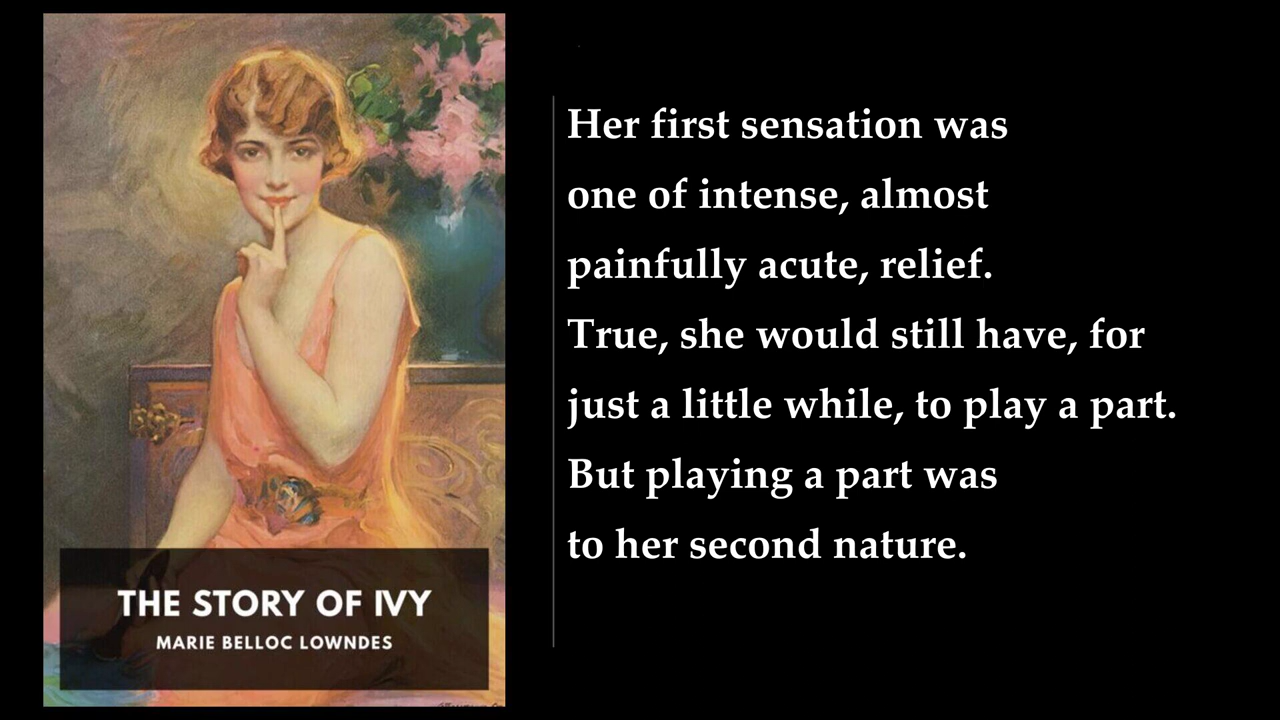 THE STORY OF IVY
MARIE BELLOC LOWNDES
Her first sensation was
one of intense, almost
painfully acute, relief.
True, she would still have, for
just a little while, to play a part.
But playing a part was
to her second nature.